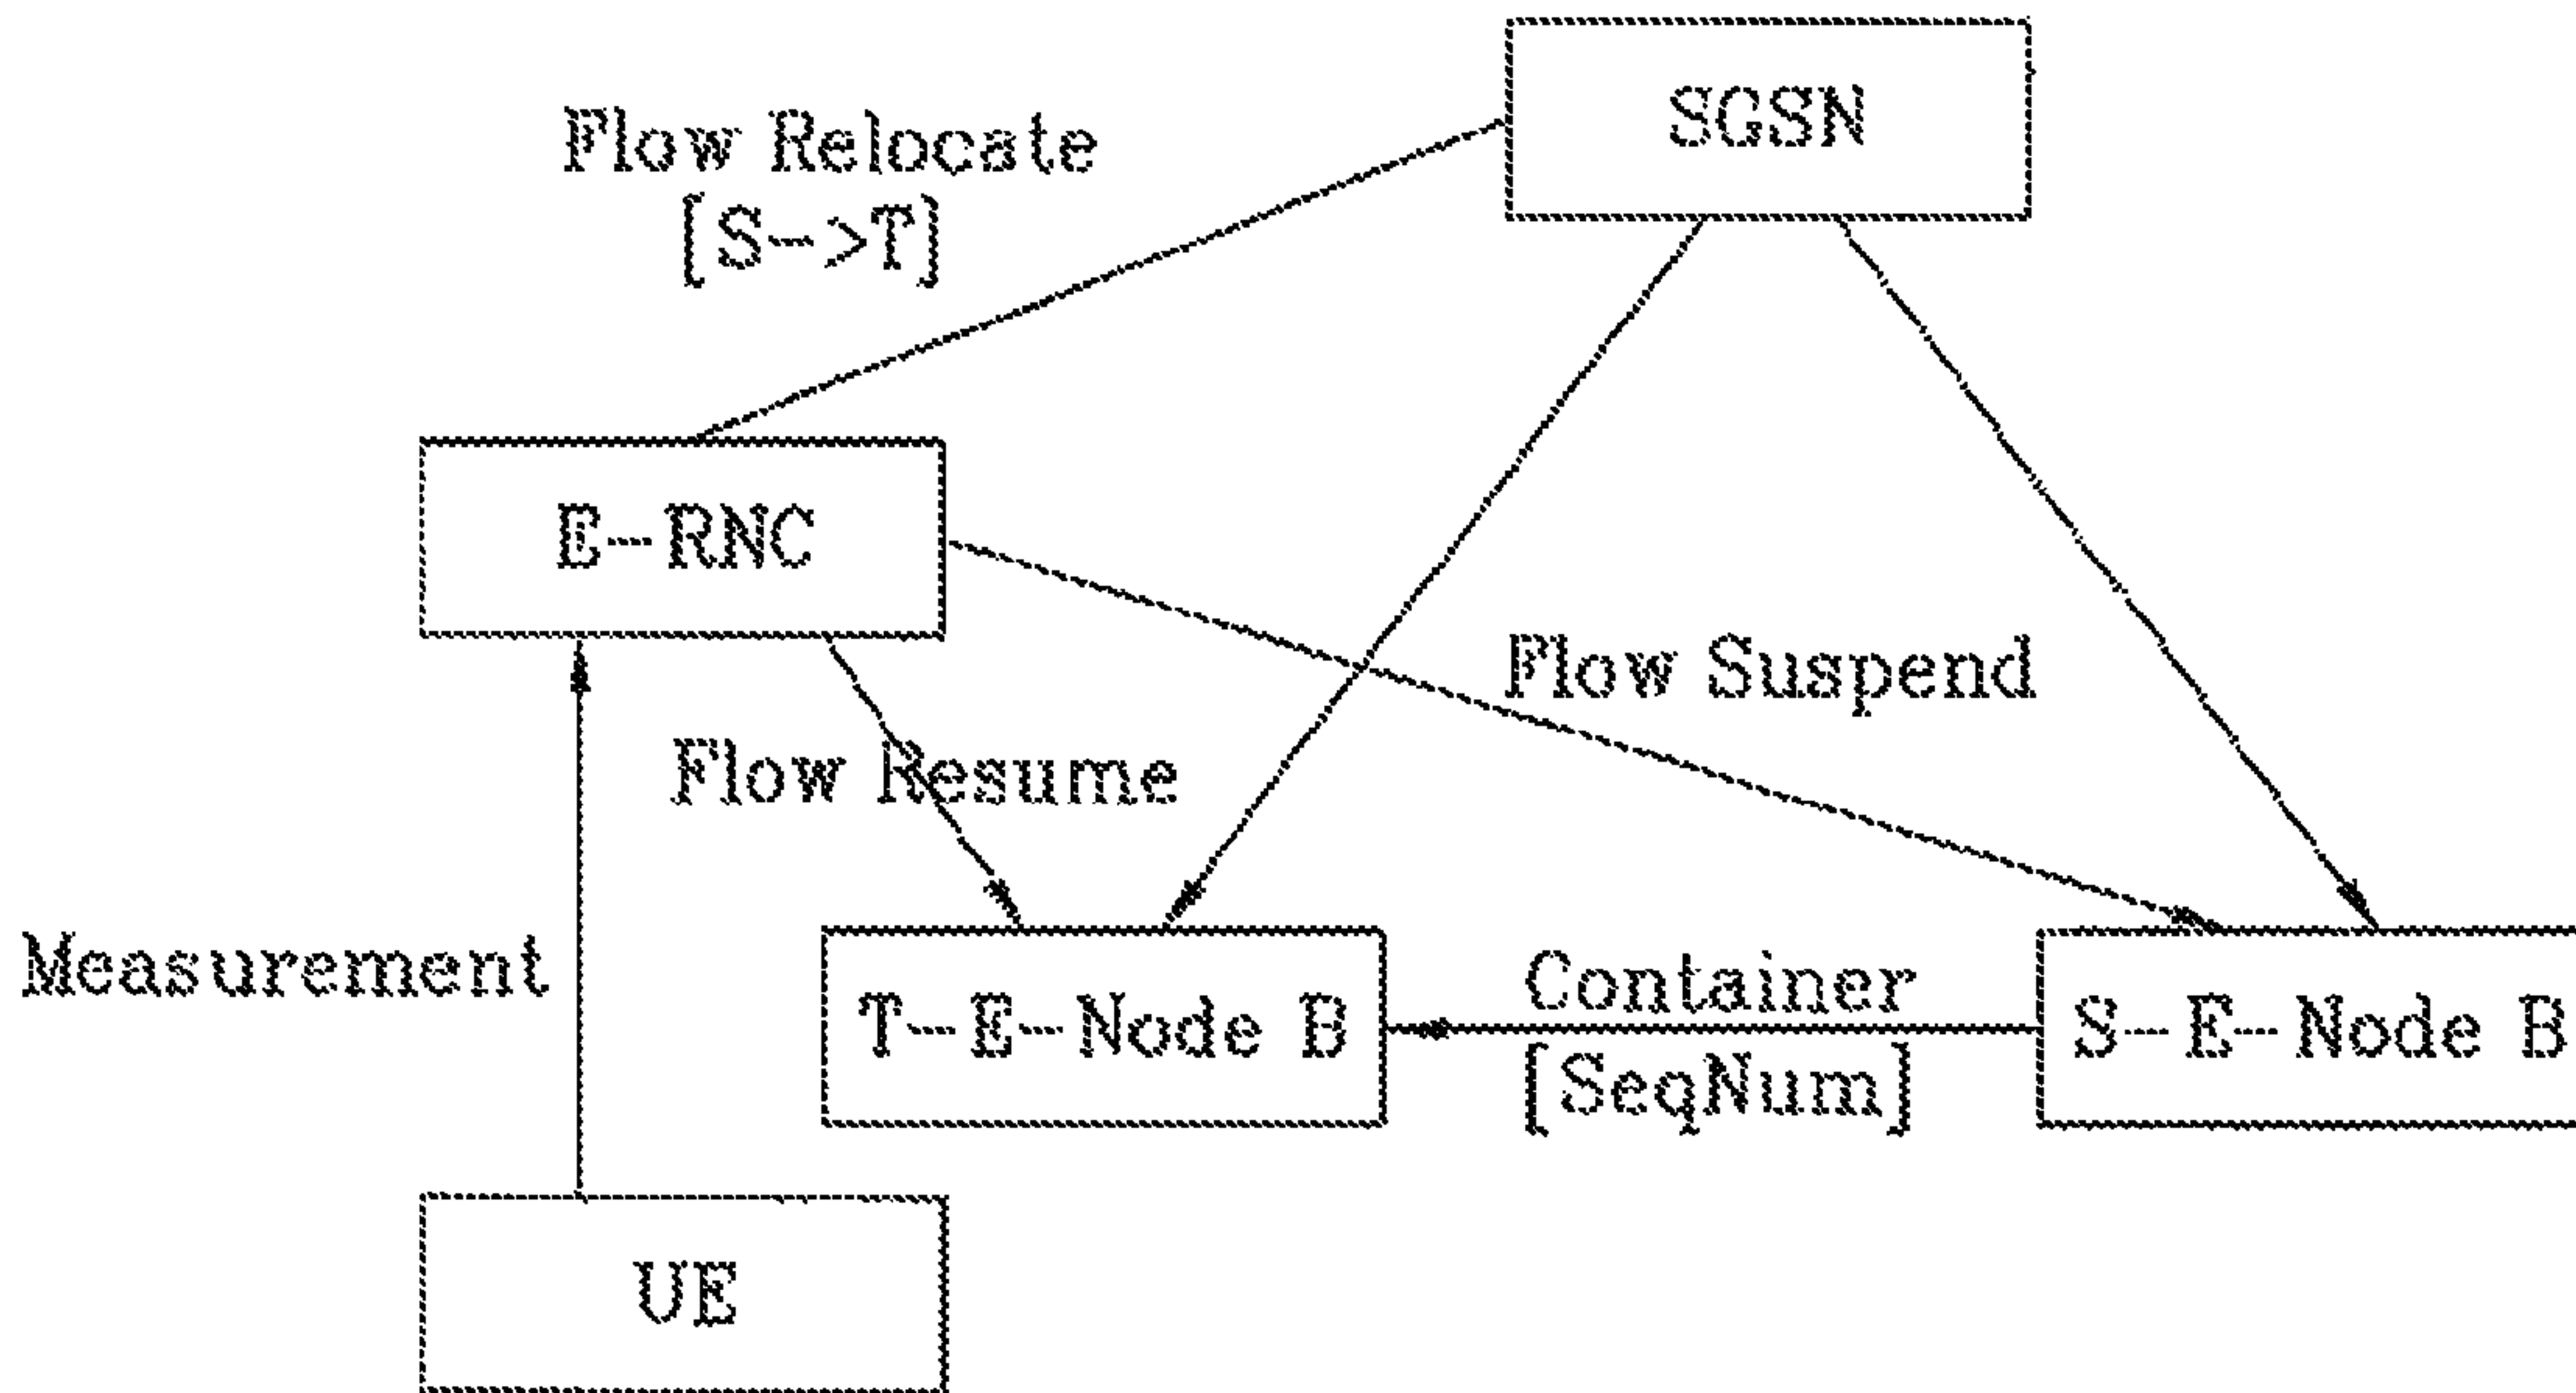 SGSN
Flow Relocate
[S->T]
E-RNC
Flow Suspend
Flow Resume
Measurement
Container
T-E-Node B
S-E-Node B
[SeqNum]
UE